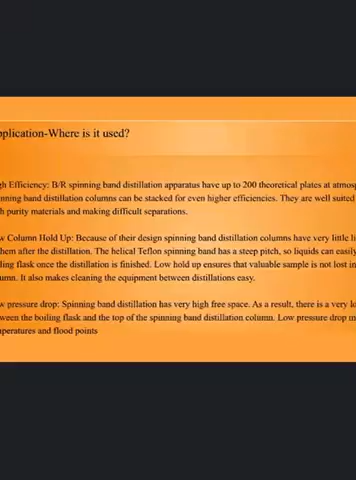 plication-Where is it used?
gh Efficiency: B/R spinning band distillation apparatus have up to 200 theoretical plates at atmosp
nning band distillation columns can be stacked for even higher efficiencies. They are well suited
h purity materials and making difficult separations.
w Column Hold Up: Because of their design spinning band distillation columns have very little li
them after the distillation. The helical Teflon spinning band has a steep pitch, so liquids can easily
ling flask once the distillation is finished. Low hold up ensures that valuable sample is not lost in
umn. It also makes cleaning the equipment between distillations easy.
w pressure drop: Spinning band distillation has very high free space. As a result, there is a very lo
ween the boiling flask and the top of the spinning band distillation column. Low pressure drop m
peratures and flood points